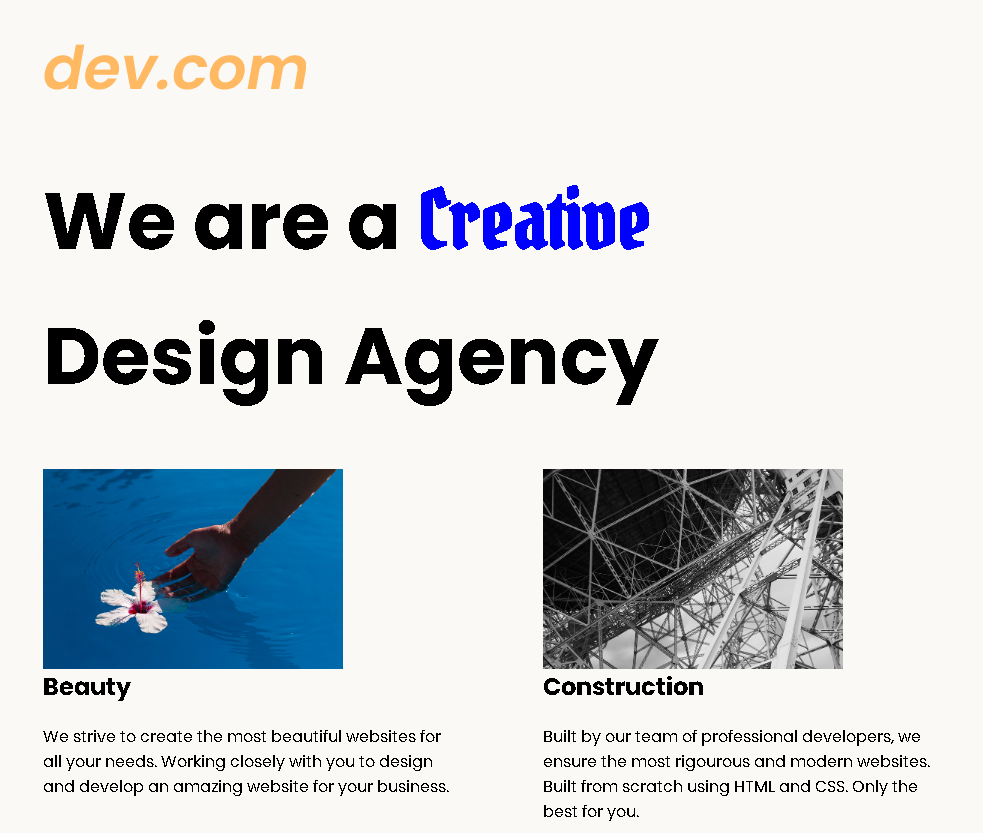 dev.com
We are a Creative
Design Agency
Beauty
We strive to create the most beautiful websites for
all your needs. Working closely with you to design
and develop an amazing website for your business.
Construction
Built by our team of professional developers, we
ensure the most rigourous and modern websites.
Built from scratch using HTML and CSS. Only the
best for you.